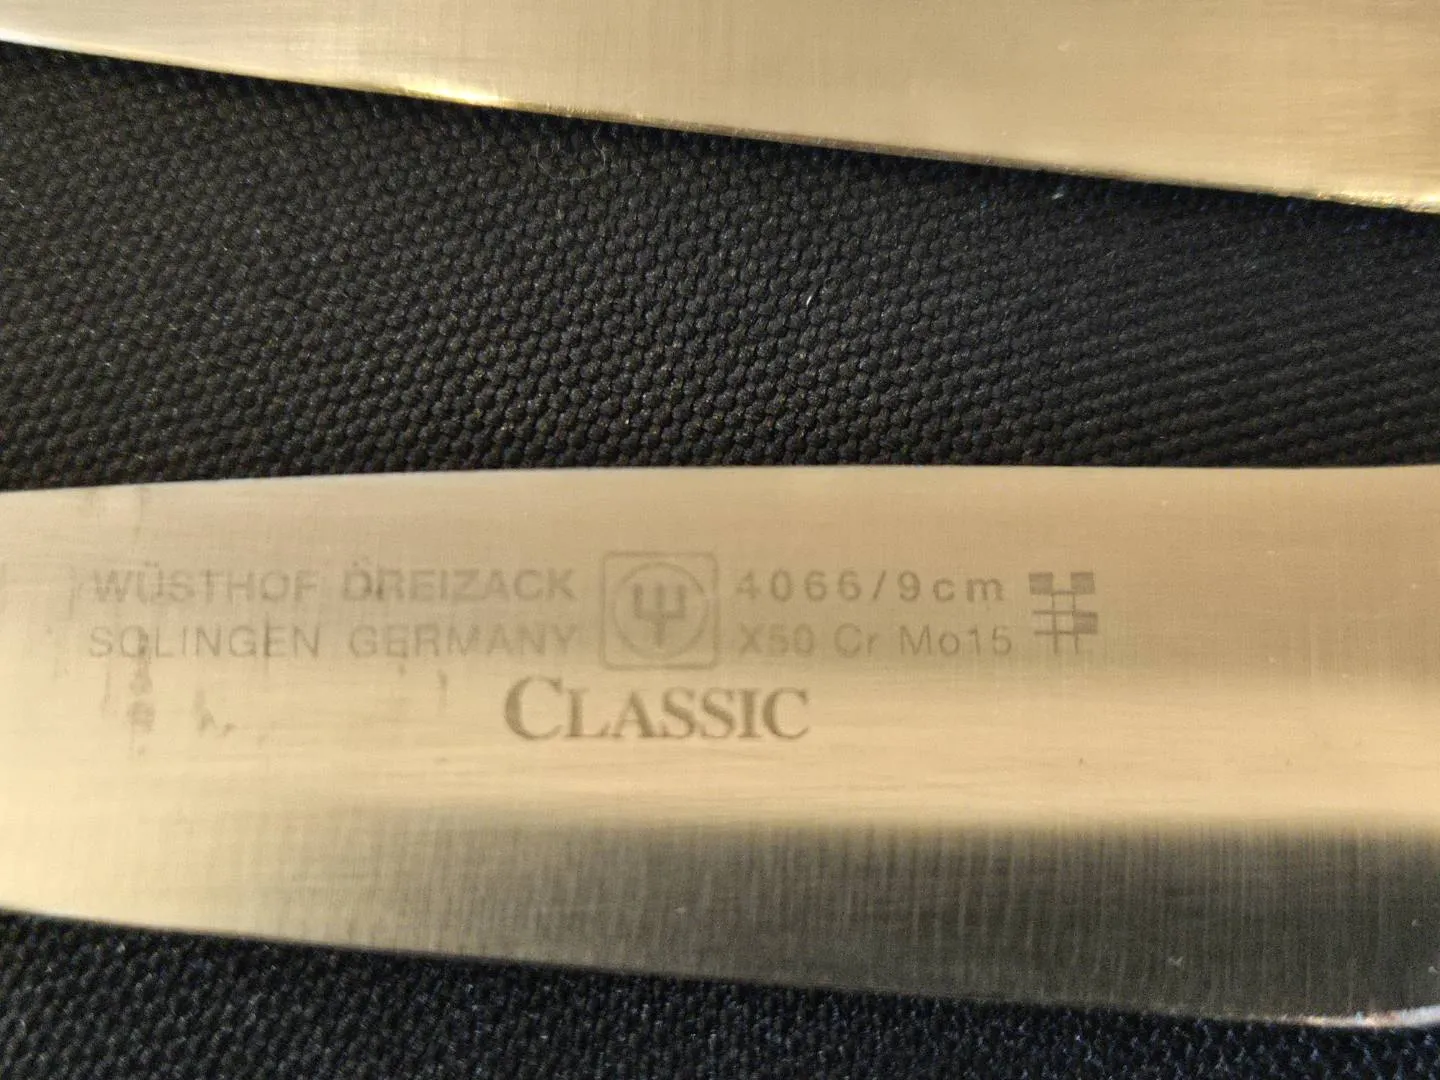 WÜSTHOF DREIZACK 4066/9cm
SOLINGEN GERMANY X50 Cr Mo15
CLASSIC